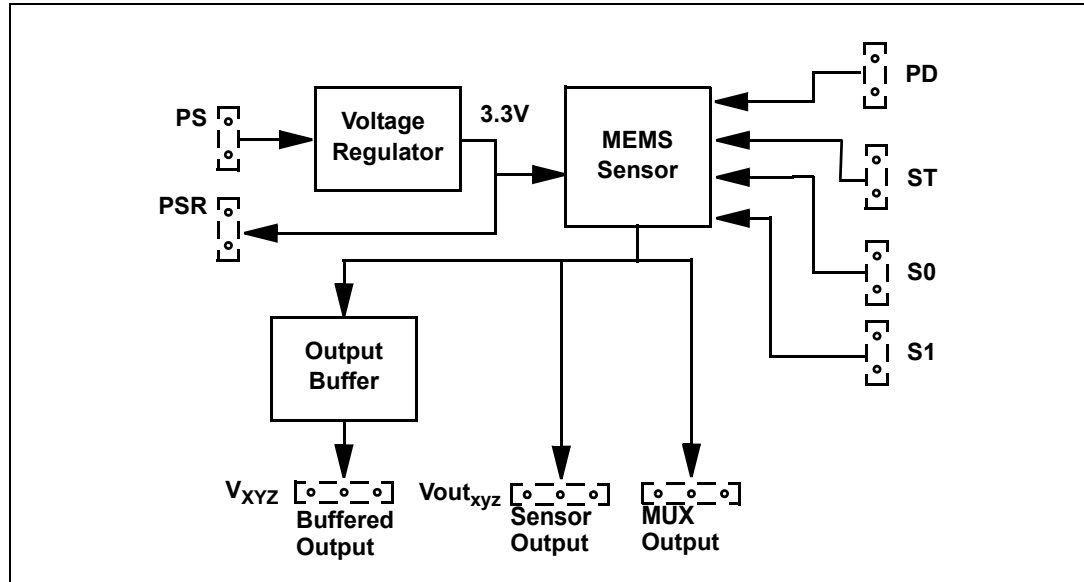 PS
Voltage
Regulator
3.3V
MEMS
Sensor
PD
ST
PSR
S0
S1
Output
Buffer
VXYZ
Buffered
Output
Voutxyz
Sensor
Output
MUX
Output